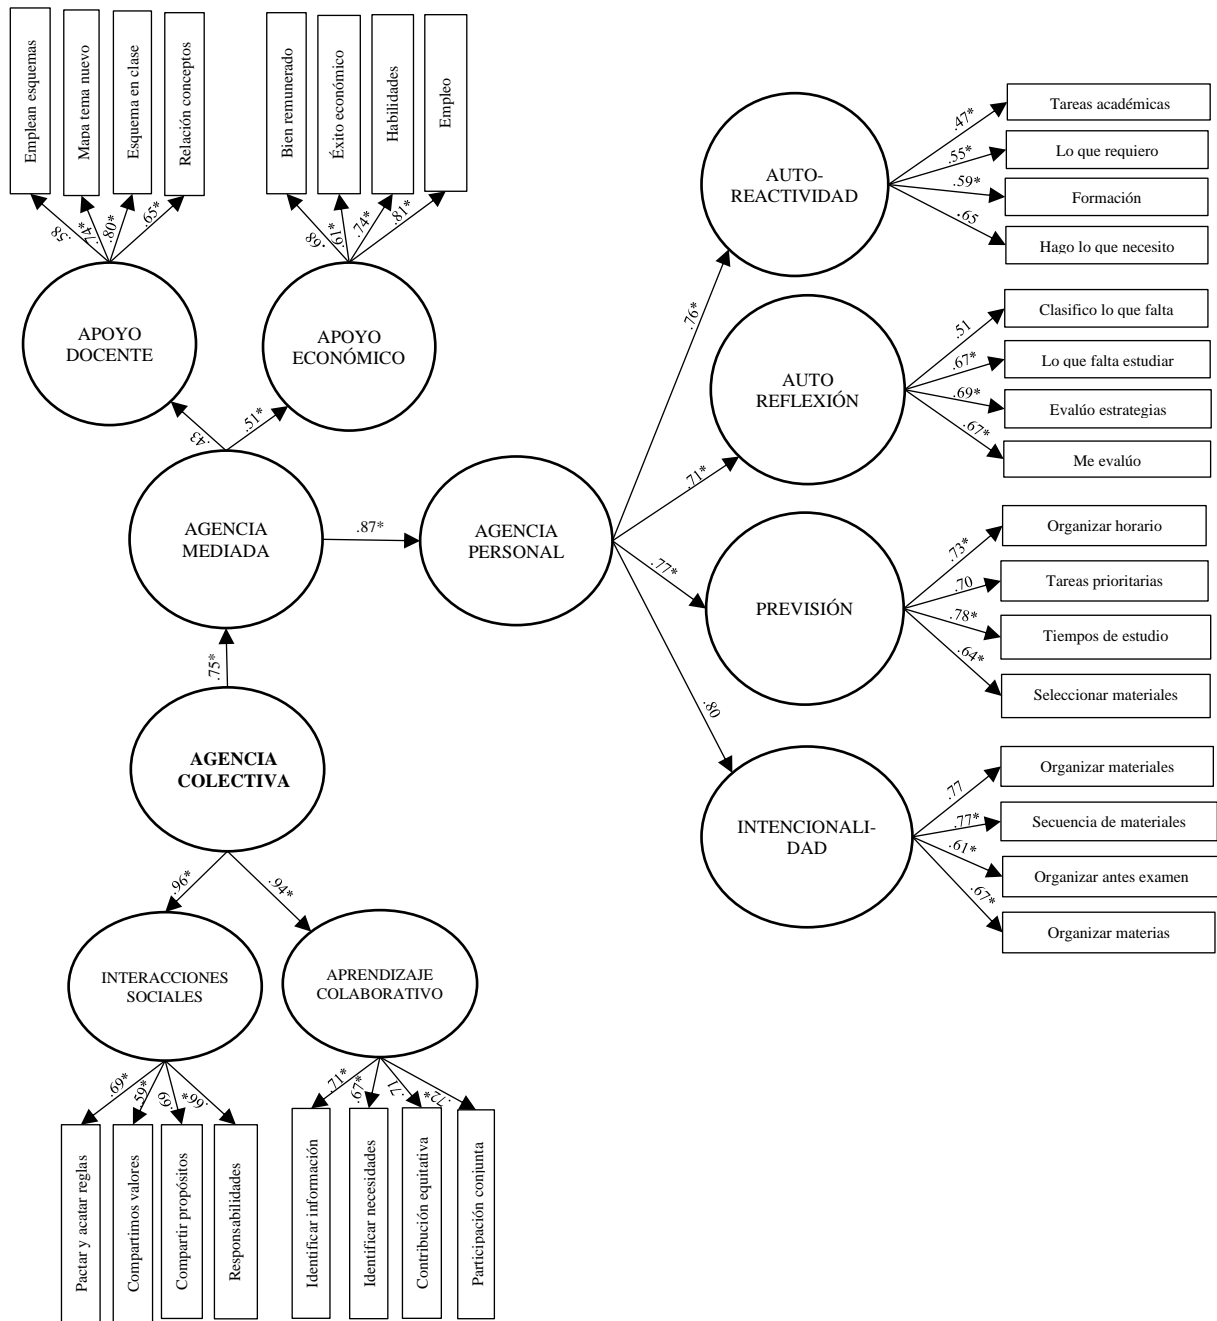 Emplean esquemas
Mapa tema nuevo
Esquema en clase
Relación conceptos
Bien remunerado
Éxito económico
Habilidades
Empleo
.58
.74*
.80*
.65*
.68
.61*
.74*
.81*
APOYO
DOCENTE
APOYO
ECONÓMICO
.43
.51*
AGENCIA
MEDIADA
.87*
AGENCIA
PERSONAL
.75*
AGENCIA
COLECTIVA
.96*
.94*
INTERACCIONES
SOCIALES
APRENDIZAJE
COLABORATIVO
.69*
.59*
.69
.66*
.71*
.67*
.71
.72*
Pactar y acatar reglas
Compartimos valores
Compartir propósitos
Responsabilidades
Identificar información
Identificar necesidades
Contribución equitativa
Participación conjunta
.76*
.71*
.77*
.80
AUTO-
REACTIVIDAD
.47*
.55*
.59*
.65
Tareas académicas
Lo que requiero
Formación
Hago lo que necesito
AUTO
REFLEXIÓN
.51
.67*
.69*
.67*
Clasifico lo que falta
Lo que falta estudiar
Evalúo estrategias
Me evalúo
PREVISIÓN
.73*
.70
.78*
.64*
Organizar horario
Tareas prioritarias
Tiempos de estudio
Seleccionar materiales
INTENCIONALI-
DAD
.77
.77*
.61*
.67*
Organizar materiales
Secuencia de materiales
Organizar antes examen
Organizar materias